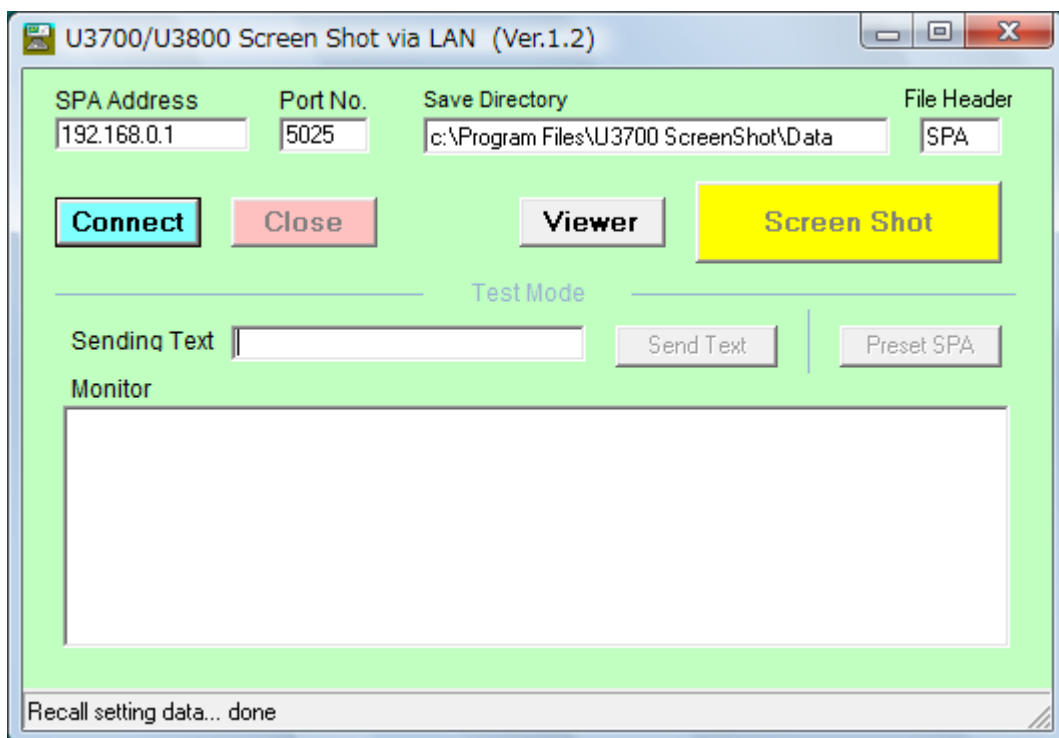 U3700/U3800 Screen Shot via LAN (Ver.1.2)
SPA Address Port No. Save Directory File Header
192.168.0.1 5025 c:\Program Files\U3700 ScreenShot\Data SPA
Connect Close Viewer Screen Shot
Test Mode
Sending Text Send Text Preset SPA
Monitor
Recall setting data... done